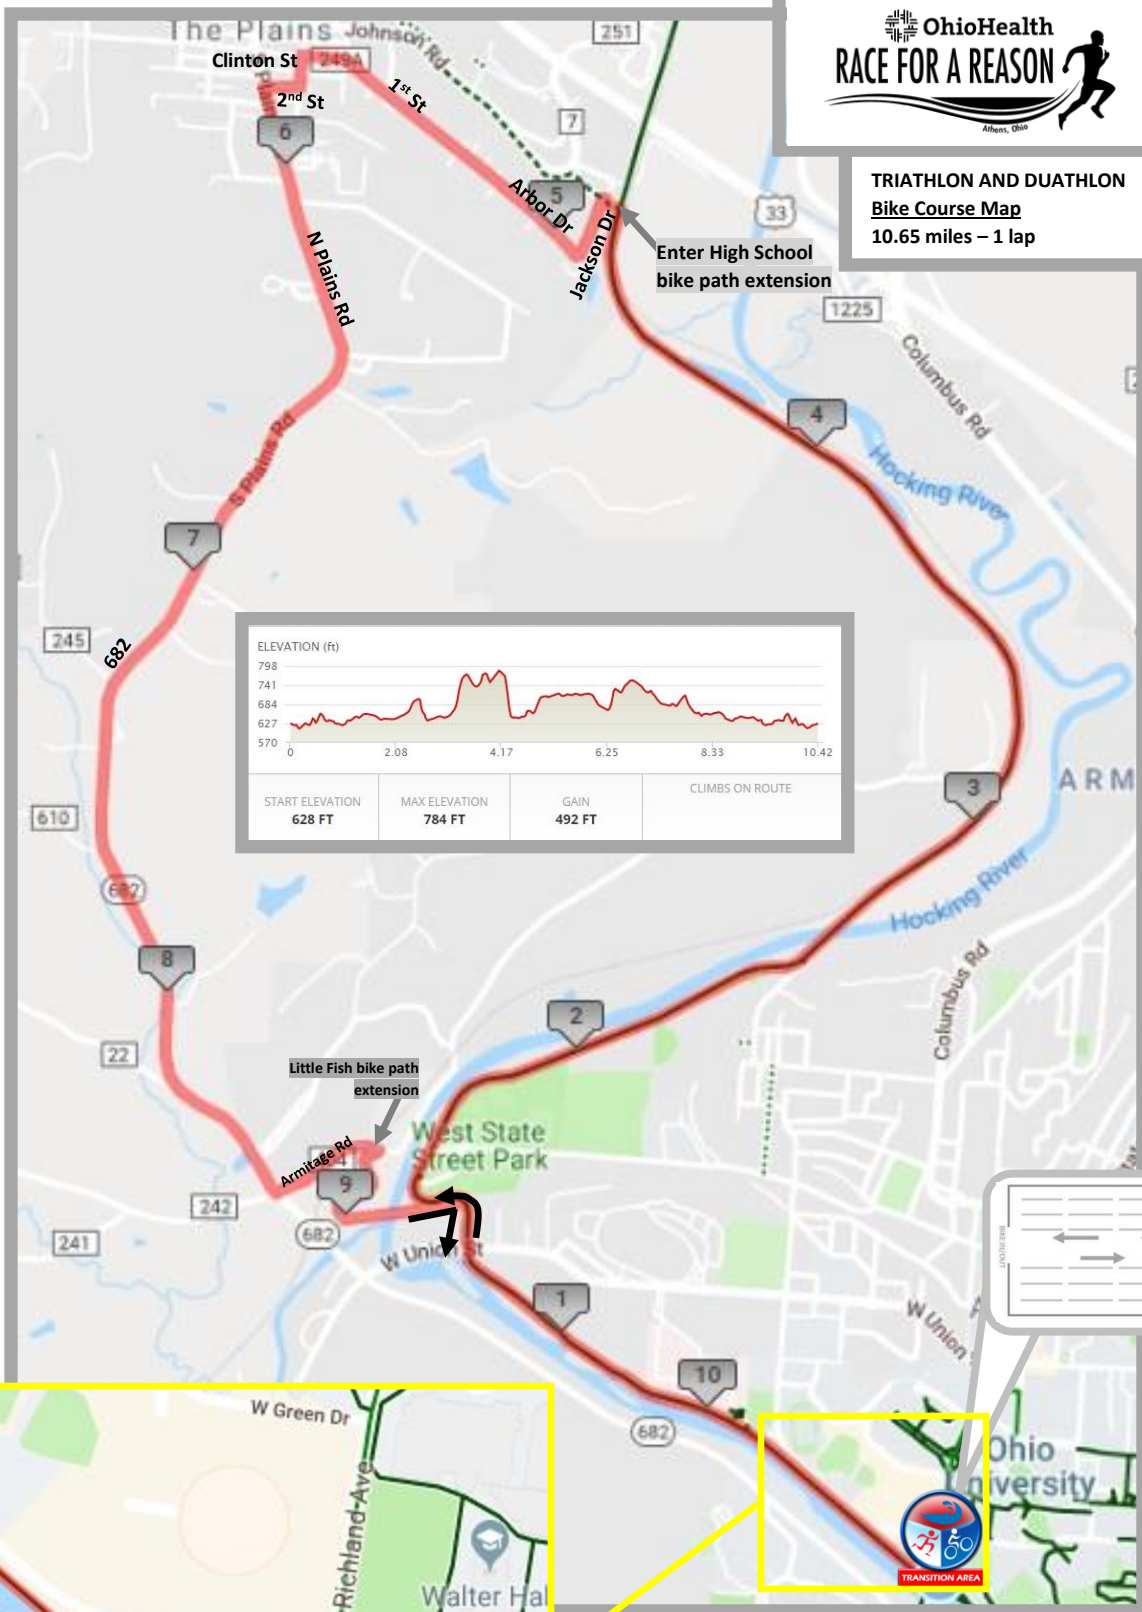 OhioHealth
RACE FOR A REASON
Athens, Ohio
TRIATHLON AND DUATHLON
Bike Course Map
10.65 miles – 1 lap
The Plains
Johnson Rd
251
Clinton St
249A
2nd St
1st St
6
7
5
Arbor Dr
Jackson Dr
33
Enter High School
bike path extension
N Plains Rd
1225
Columbus Rd
4
Hocking River
S Plains Rd
7
245
682
ELEVATION (ft)
798
741
684
627
570
0 2.08 4.17 6.25 8.33 10.42
START ELEVATION
628 FT
MAX ELEVATION
784 FT
GAIN
492 FT
CLIMBS ON ROUTE
3
ARM
610
682
Hocking River
8
Columbus Rd
2
22
Little Fish bike path
extension
West State
Street Park
Armitage Rd
9
242
682
241
W Union St
BIKE IN/OUT
1
W Union
10
682
W Green Dr
Richland Ave
Walter Hal
Ohio
University
TRANSITION AREA